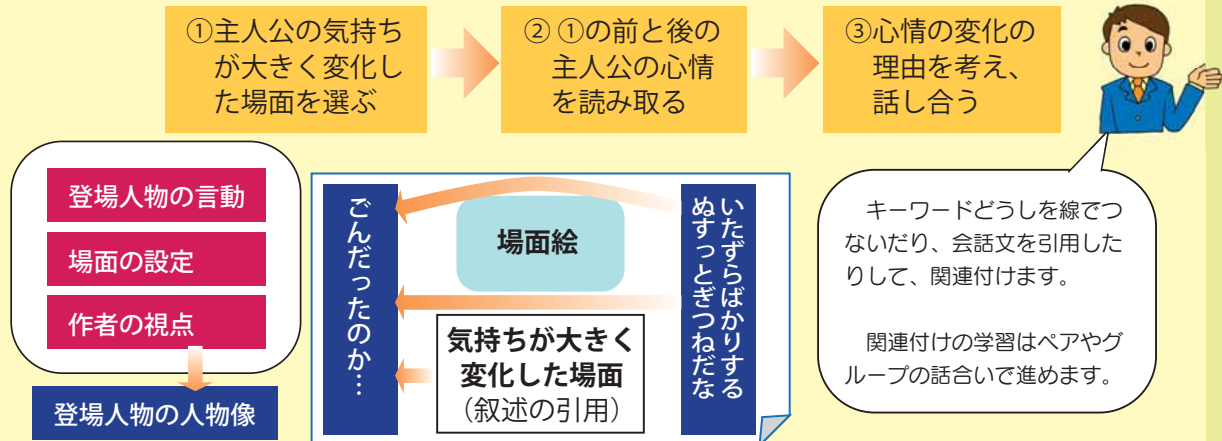 ①主人公の気持ち
が大きく変化し
た場面を選ぶ
② ①の前と後の
主人公の心情
を読み取る
③心情の変化の
理由を考え、
話し合う
登場人物の言動
場面の設定
作者の視点
登場人物の人物像
いたずらばかりする
ぬすっとぎつねだな
場面絵
気持ちが大きく
変化した場面
（叙述の引用）
ごんだったのか…
キーワードどうしを線でつ
ないだり、会話文を引用した
りして、関連付けます。
関連付けの学習はペアやグ
ループの話合いで進めます。